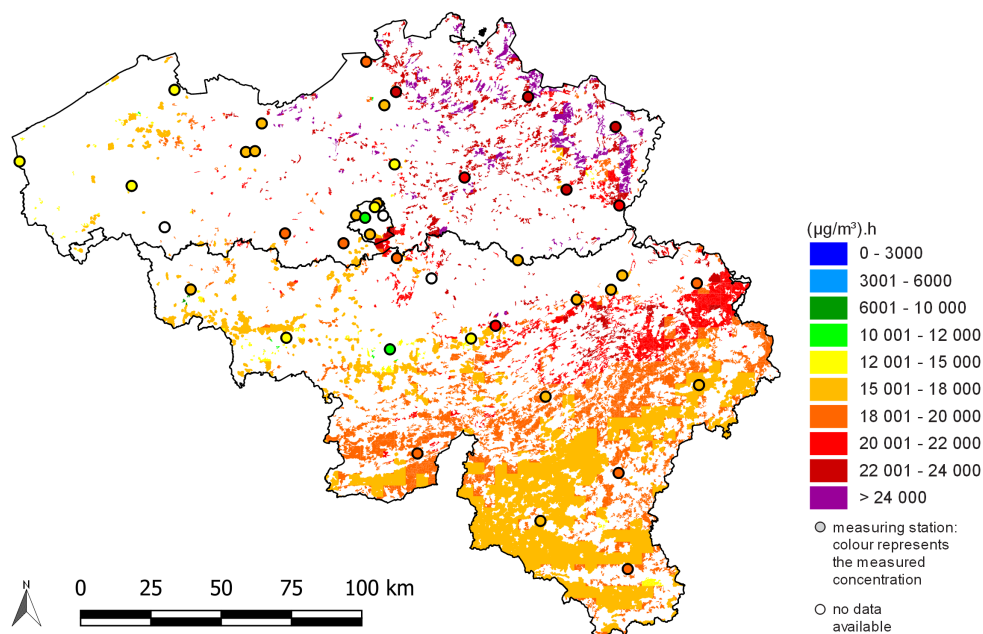 (µg/m³).h
0 - 3000
3001 - 6000
6001 - 10 000
10 001 - 12 000
12 001 - 15 000
15 001 - 18 000
18 001 - 20 000
20 001 - 22 000
22 001 - 24 000
> 24 000
measuring station:
colour represents
the measured
concentration
no data
available
N
0 25 50 75 100 km